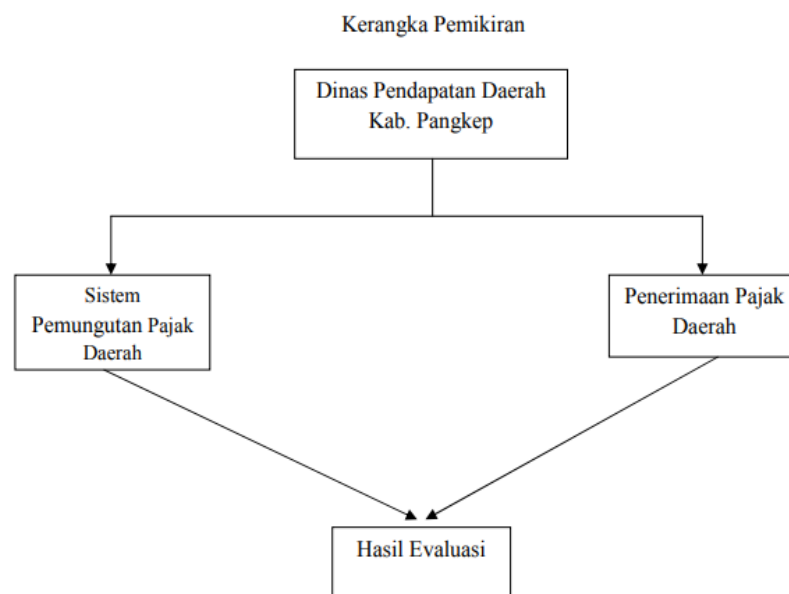 Kerangka Pemikiran
Dinas Pendapatan Daerah
Kab. Pangkep
Sistem
Pemungutan Pajak
Daerah
Penerimaan Pajak
Daerah
Hasil Evaluasi